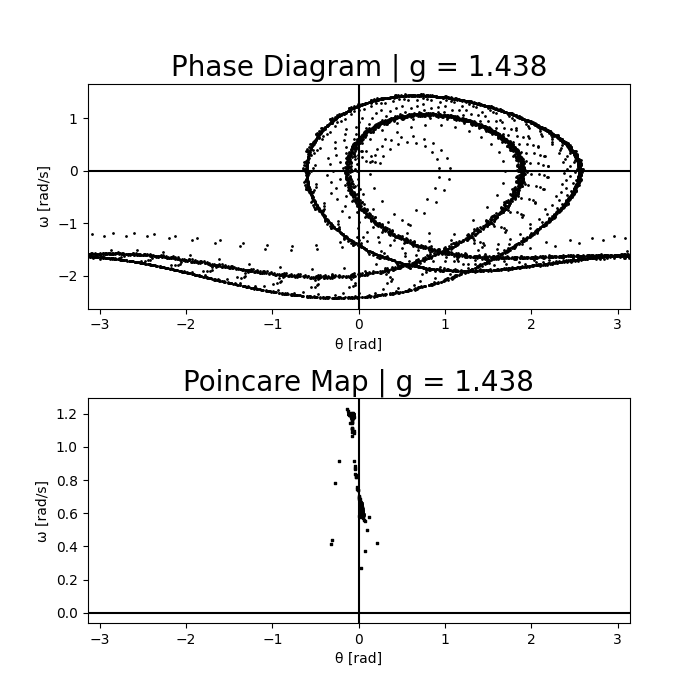 Phase Diagram | g = 1.438
1
0
−1
−2
ω [rad/s]
−3 −2 −1 0 1 2 3
θ [rad]
Poincare Map | g = 1.438
1.2
1.0
0.8
0.6
0.4
0.2
0.0
ω [rad/s]
−3 −2 −1 0 1 2 3
θ [rad]